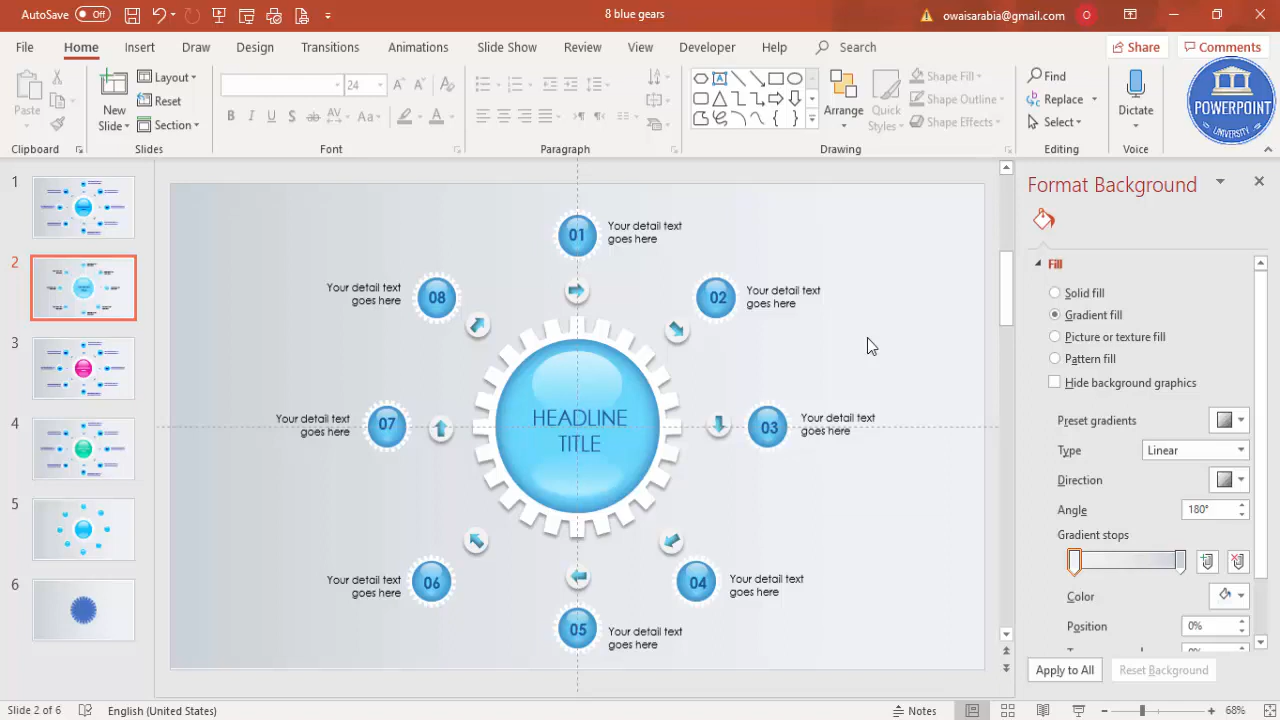 AutoSave Off
8 blue gears
owaisarabia@gmail.com
O
File Home Insert Draw Design Transitions Animations Slide Show Review View Developer Help Search
Share Comments
Paste
New
Slide
Layout
Reset
Section
24
B I U S ab AV Aa A
Arrange
Quick
Styles
Shape Fill
Shape Outline
Shape Effects
Find
Replace
Select
Dictate
POWERPOINT
UNIVERSITY
Clipboard Slides Font Paragraph Drawing Editing Voice
1
2
3
4
5
6
01
Your detail text
goes here
02
Your detail text
goes here
03
Your detail text
goes here
04
Your detail text
goes here
05
Your detail text
goes here
06
Your detail text
goes here
07
Your detail text
goes here
08
Your detail text
goes here
HEADLINE
TITLE
Format Background
Fill
Solid fill
Gradient fill
Picture or texture fill
Pattern fill
Hide background graphics
Preset gradients
Type Linear
Direction
Angle 180°
Gradient stops
Color
Position 0%
Apply to All Reset Background
Slide 2 of 6 English (United States) Notes 68%